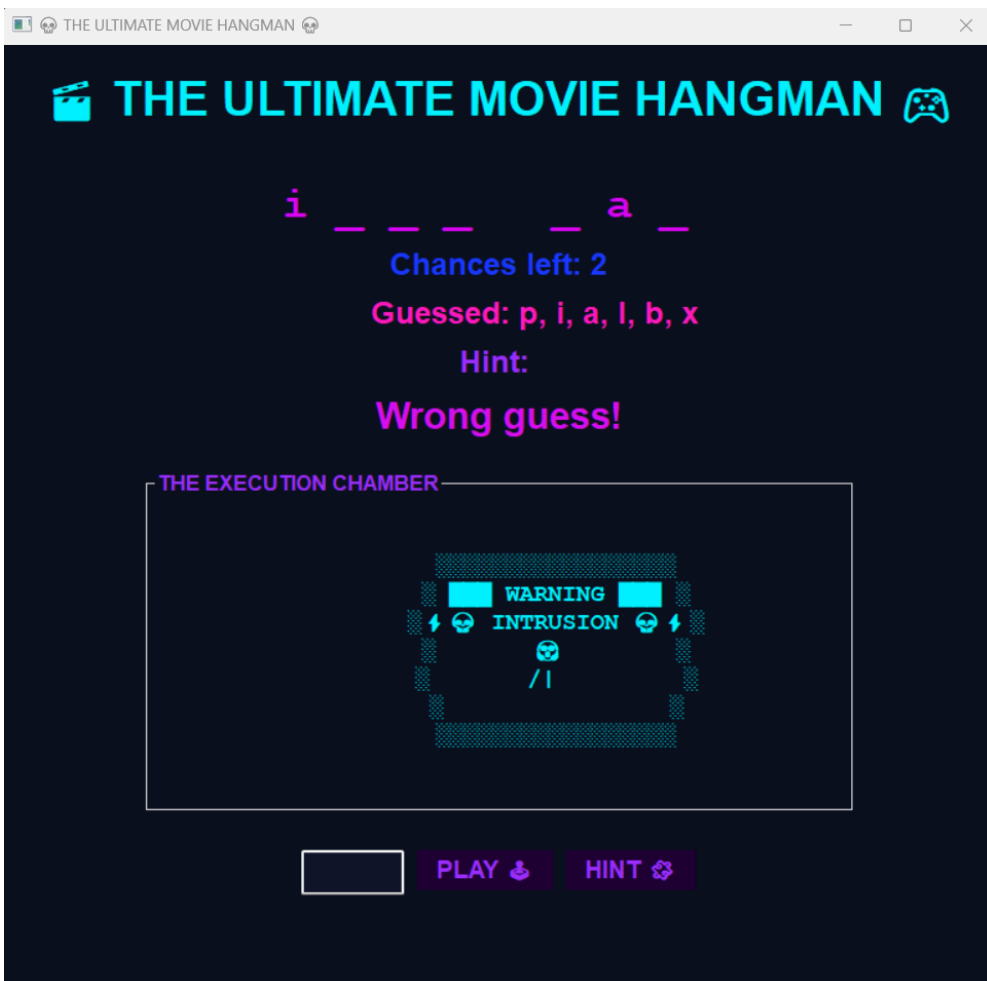 💀 THE ULTIMATE MOVIE HANGMAN 💀
🎬 THE ULTIMATE MOVIE HANGMAN 🎮
i _ _ _   _ a _
Chances left: 2
Guessed: p, i, a, l, b, x
Hint:
Wrong guess!
THE EXECUTION CHAMBER
░░░░░░░░░░░░░░░░░
░ ███ WARNING ███ ░
░⚡💀 INTRUSION 💀⚡░
░ ░
░ /| ░
░ ░
░░░░░░░░░░░░░░░░░
PLAY 🕹
HINT